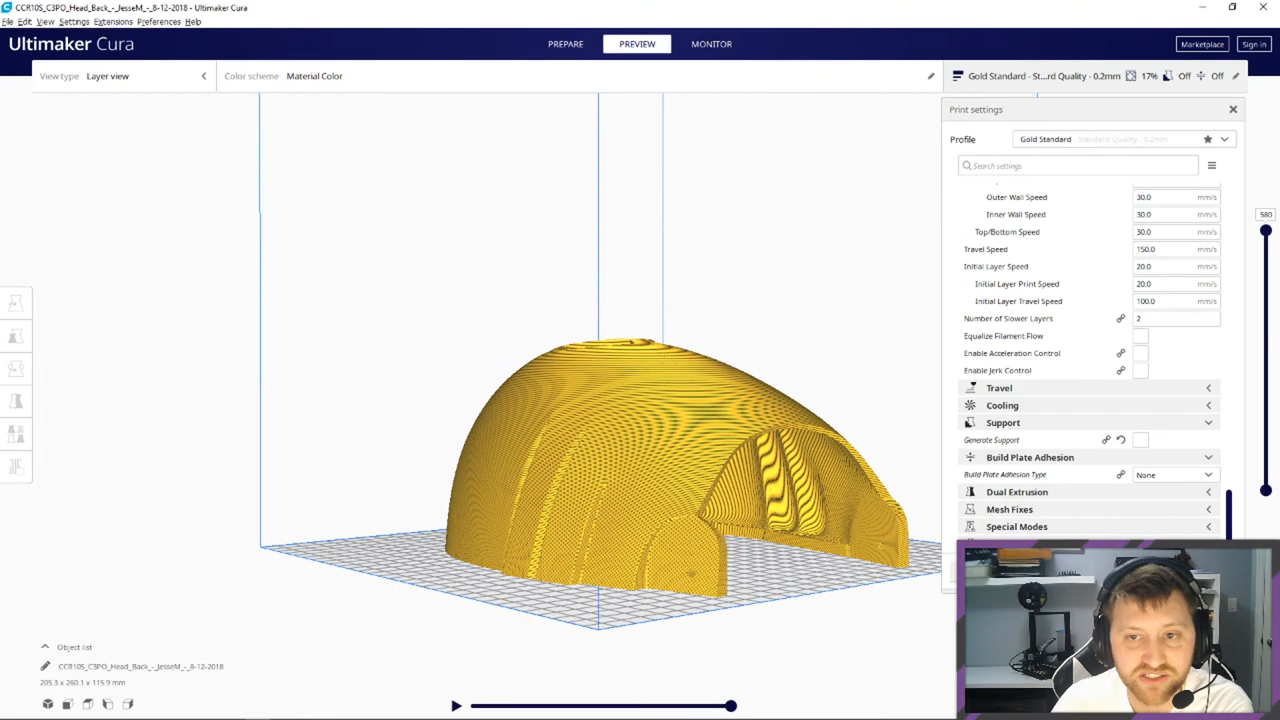 CCR10S_C3PO_Head_Back_-_JesseM_-_8-12-2018 - Ultimaker Cura
File Edit View Settings Extensions Preferences Help
Ultimaker Cura
PREPARE PREVIEW MONITOR
Marketplace Sign in
View type Layer view Color scheme Material Color
Gold Standard - St...rd Quality - 0.2mm 17% Off Off
Print settings
Profile Gold Standard - Standard Quality - 0.2mm
Search settings
Outer Wall Speed 30.0 mm/s
580
Inner Wall Speed 30.0 mm/s
Top/Bottom Speed 30.0 mm/s
Travel Speed 150.0 mm/s
Initial Layer Speed 20.0 mm/s
Initial Layer Print Speed 20.0 mm/s
Initial Layer Travel Speed 100.0 mm/s
Number of Slower Layers 2
Equalize Filament Flow
Enable Acceleration Control
Enable Jerk Control
Travel
Cooling
Support
Generate Support
Build Plate Adhesion
Build Plate Adhesion Type None
Dual Extrusion
Mesh Fixes
Special Modes
Object list
CCR10S_C3PO_Head_Back_-_JesseM_-_8-12-2018
205.3 x 260.1 x 115.9 mm